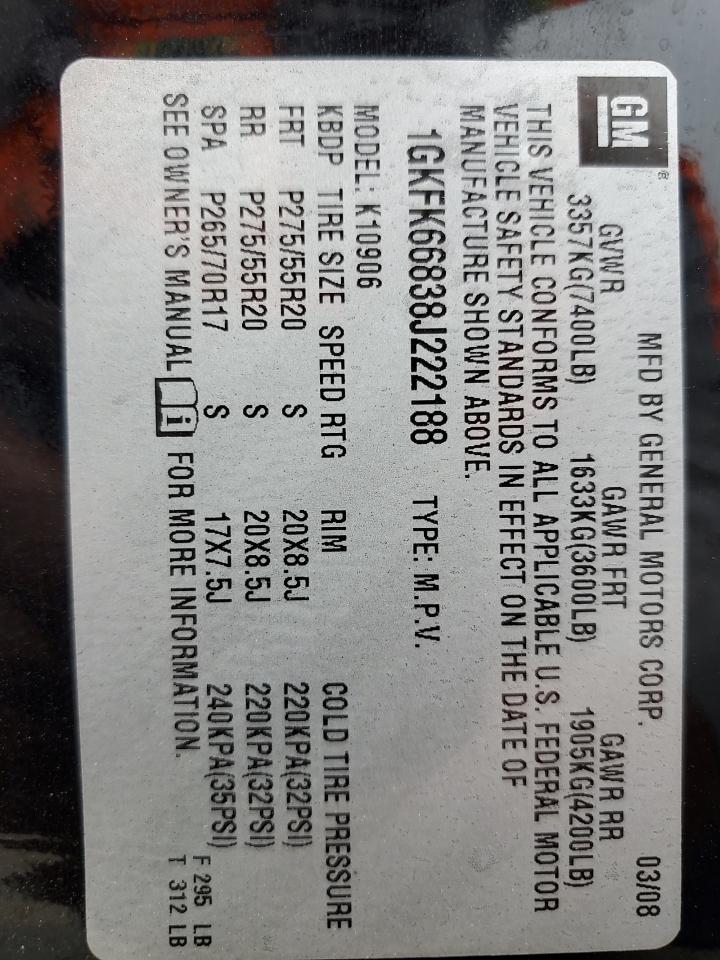 GM®
MFD BY GENERAL MOTORS CORP. 03/08
GVWR GAWR FRT GAWR RR
3357KG(7400LB) 1633KG(3600LB) 1905KG(4200LB)
THIS VEHICLE CONFORMS TO ALL APPLICABLE U.S. FEDERAL MOTOR
VEHICLE SAFETY STANDARDS IN EFFECT ON THE DATE OF
MANUFACTURE SHOWN ABOVE.
1GKFK66838J222188 TYPE: M.P.V.
MODEL: K10906
KBDP TIRE SIZE SPEED RTG RIM COLD TIRE PRESSURE
FRT P275/55R20 S 20X8.5J 220KPA(32PSI)
RR P275/55R20 S 20X8.5J 220KPA(32PSI)
SPA P265/70R17 S 17X7.5J 240KPA(35PSI)
SEE OWNER'S MANUAL i FOR MORE INFORMATION.
F 295 LB
T 312 LB